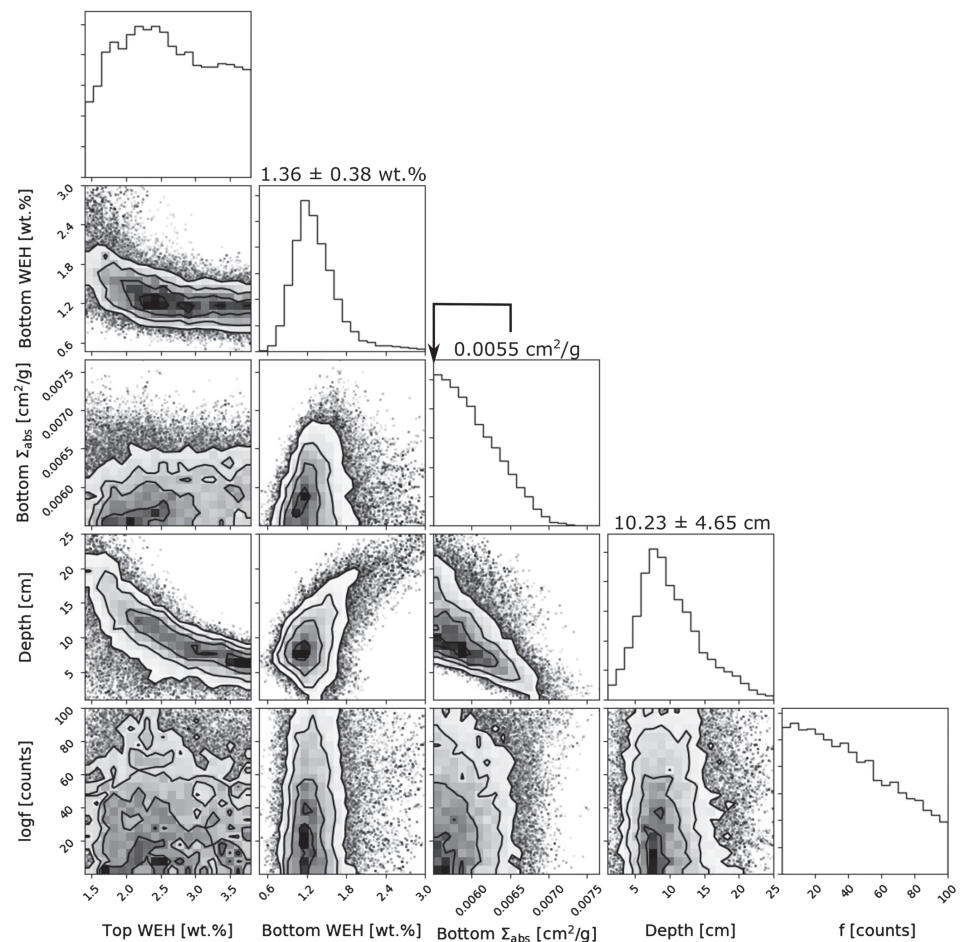 1.36 ± 0.38 wt.%
Bottom WEH [wt.%]
3.0
2.4
1.8
1.2
0.6
0.0055 cm²/g
Bottom Σabs [cm²/g]
0.0075
0.0070
0.0065
0.0060
10.23 ± 4.65 cm
Depth [cm]
25
20
15
10
5
logf [counts]
100
80
60
40
20
1.5 2.0 2.5 3.0 3.5
0.6 1.2 1.8 2.4 3.0
0.0060 0.0065 0.0070 0.0075
5 10 15 20 25
20 40 60 80 100
Top WEH [wt.%] Bottom WEH [wt.%] Bottom Σabs [cm²/g] Depth [cm] f [counts]